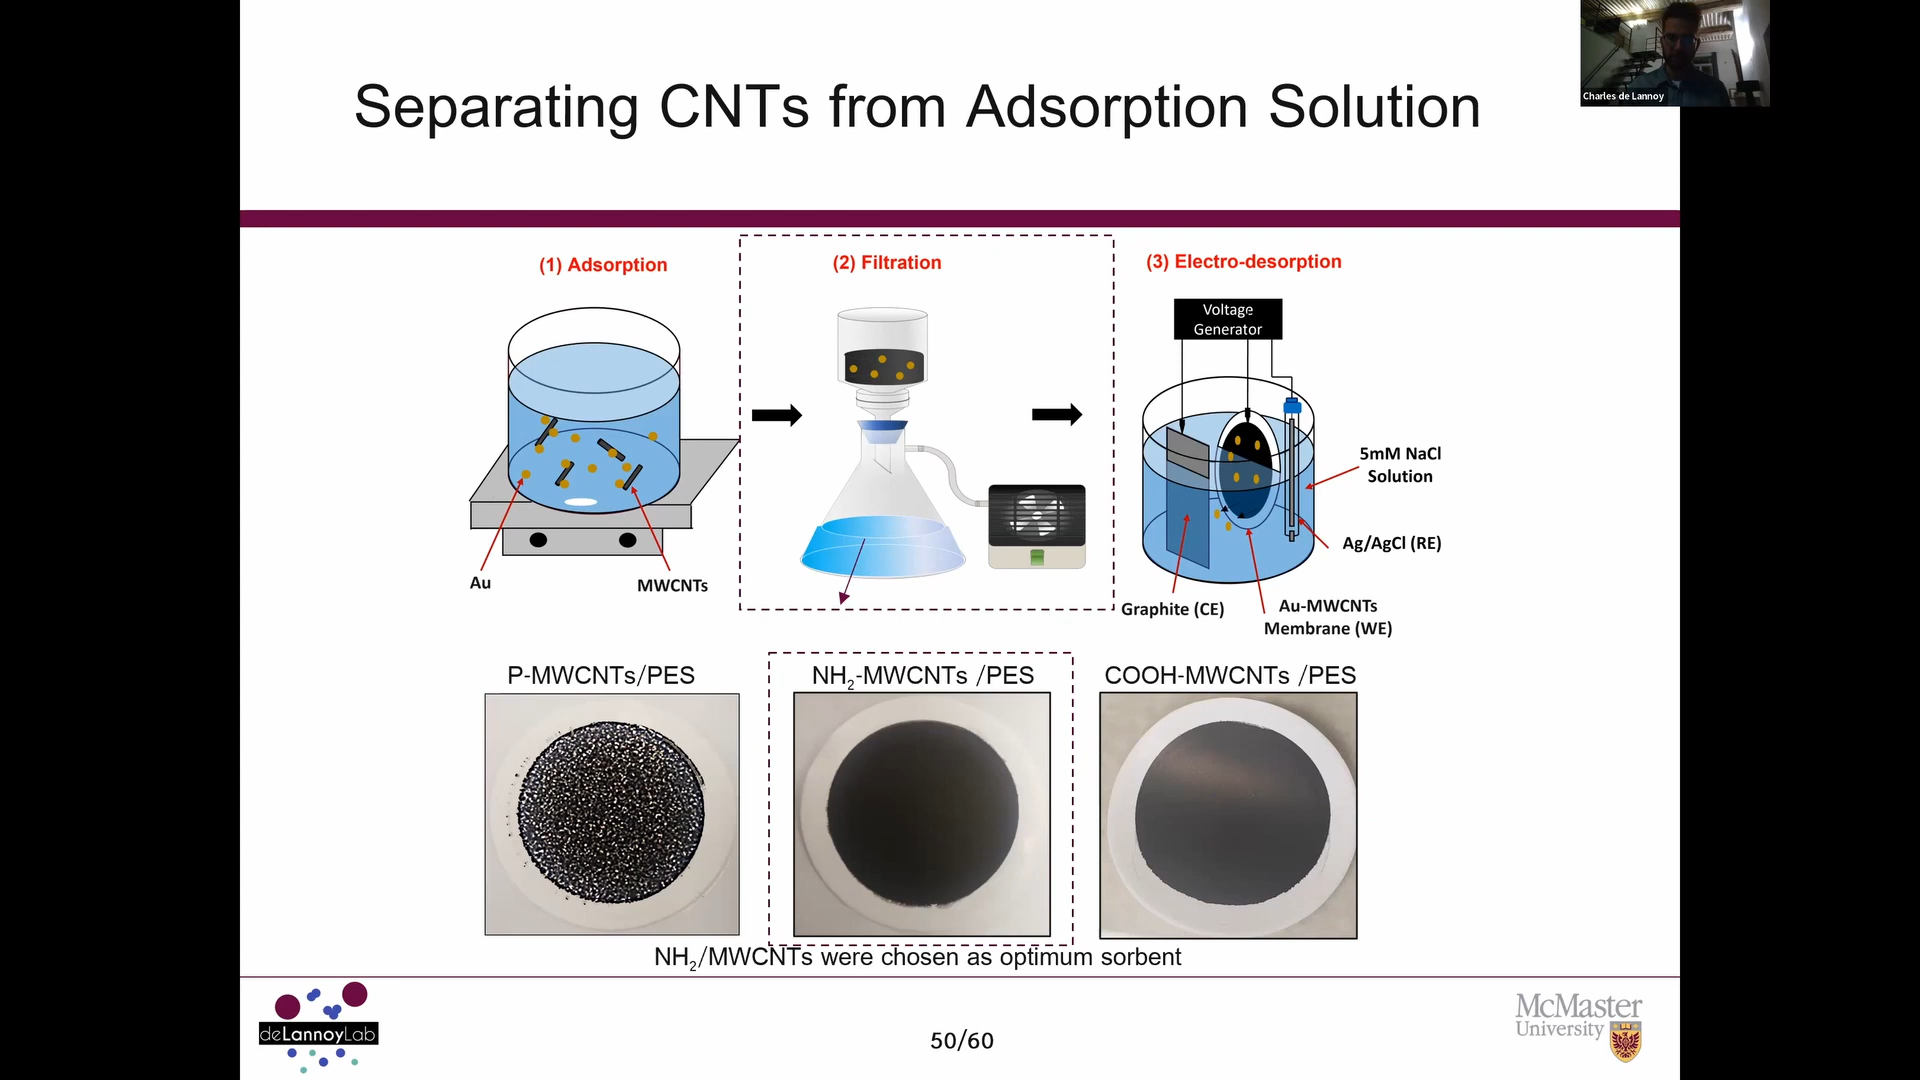 Charles de Lannoy
Separating CNTs from Adsorption Solution
(1) Adsorption
(2) Filtration
(3) Electro-desorption
Voltage
Generator
5mM NaCl
Solution
Ag/AgCl (RE)
Au
MWCNTs
Graphite (CE)
Au-MWCNTs
Membrane (WE)
P-MWCNTs/PES
NH₂-MWCNTs /PES
COOH-MWCNTs /PES
NH₂/MWCNTs were chosen as optimum sorbent
deLannoyLab
50/60
McMaster
University